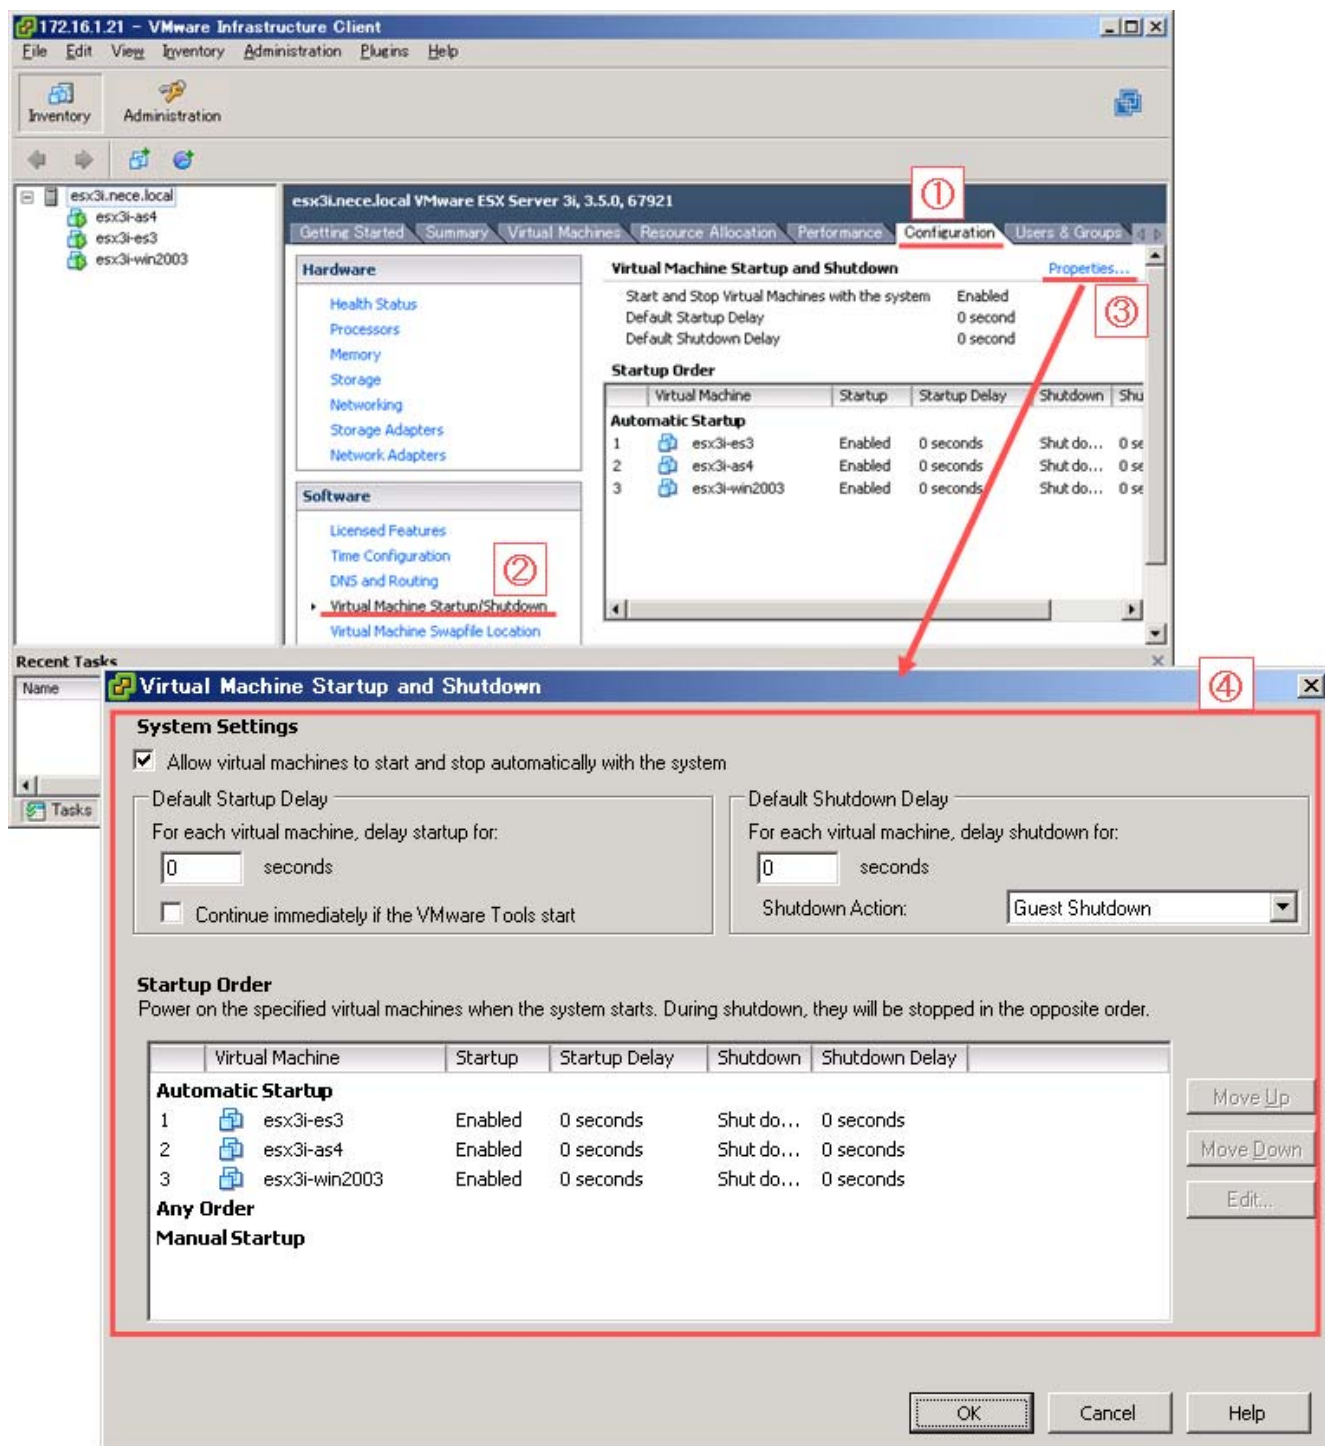 172.16.1.21 - VMware Infrastructure Client
File Edit View Inventory Administration Plugins Help
Inventory Administration
esx3i.nece.local
esx3i-as4
esx3i-es3
esx3i-win2003
esx3i.nece.local VMware ESX Server 3i, 3.5.0, 67921
①
Getting Started Summary Virtual Machines Resource Allocation Performance Configuration Users & Groups
Hardware
Health Status
Processors
Memory
Storage
Networking
Storage Adapters
Network Adapters
Software
Licensed Features
Time Configuration
DNS and Routing
②
Virtual Machine Startup/Shutdown
Virtual Machine Swapfile Location
Virtual Machine Startup and Shutdown Properties...
③
Start and Stop Virtual Machines with the system Enabled
Default Startup Delay 0 second
Default Shutdown Delay 0 second
Startup Order
Virtual Machine Startup Startup Delay Shutdown Shu
Automatic Startup
1 esx3i-es3 Enabled 0 seconds Shut do... 0 se
2 esx3i-as4 Enabled 0 seconds Shut do... 0 se
3 esx3i-win2003 Enabled 0 seconds Shut do... 0 se
Recent Tasks
Name
Tasks
Virtual Machine Startup and Shutdown
④
System Settings
Allow virtual machines to start and stop automatically with the system
Default Startup Delay
For each virtual machine, delay startup for:
0 seconds
Continue immediately if the VMware Tools start
Default Shutdown Delay
For each virtual machine, delay shutdown for:
0 seconds
Shutdown Action: Guest Shutdown
Startup Order
Power on the specified virtual machines when the system starts. During shutdown, they will be stopped in the opposite order.
Virtual Machine Startup Startup Delay Shutdown Shutdown Delay
Automatic Startup
1 esx3i-es3 Enabled 0 seconds Shut do... 0 seconds
2 esx3i-as4 Enabled 0 seconds Shut do... 0 seconds
3 esx3i-win2003 Enabled 0 seconds Shut do... 0 seconds
Any Order
Manual Startup
Move Up
Move Down
Edit...
OK Cancel Help